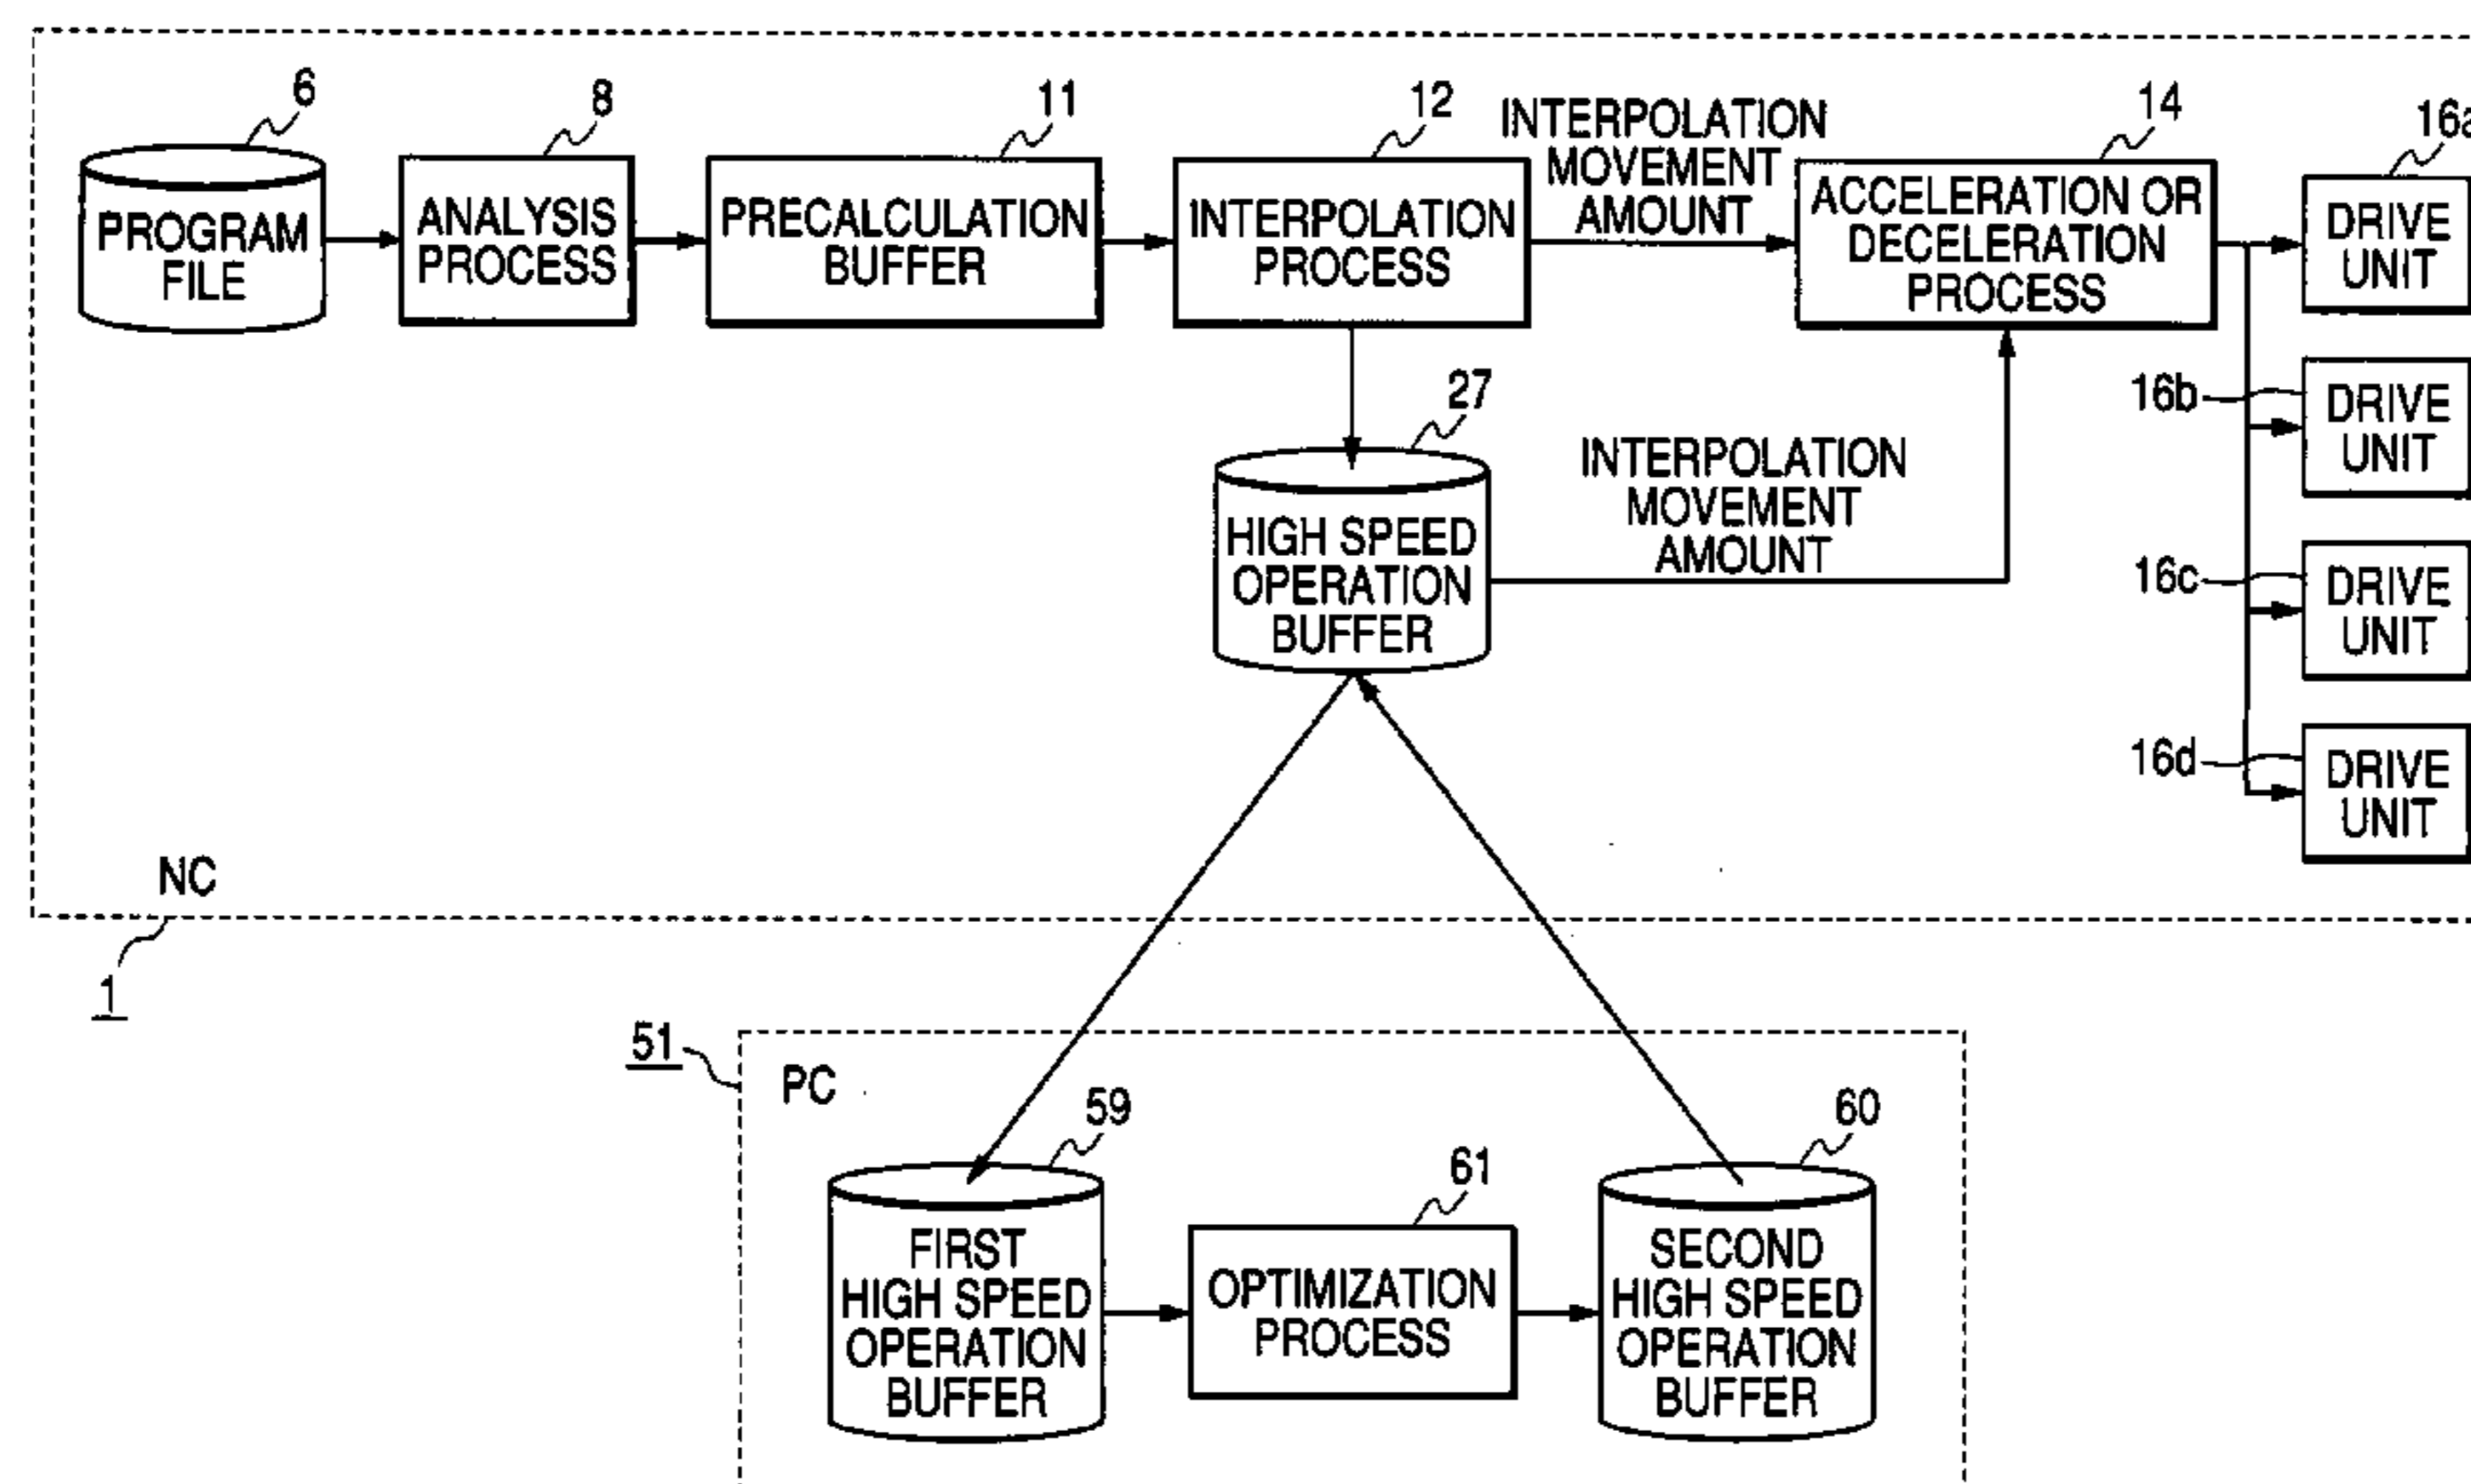 6
8
11
12
14
16a
PROGRAM
FILE
ANALYSIS
PROCESS
PRECALCULATION
BUFFER
INTERPOLATION
PROCESS
INTERPOLATION
MOVEMENT
AMOUNT
ACCELERATION OR
DECELERATION
PROCESS
DRIVE
UNIT
16b
DRIVE
UNIT
27
HIGH SPEED
OPERATION
BUFFER
INTERPOLATION
MOVEMENT
AMOUNT
16c
DRIVE
UNIT
16d
DRIVE
UNIT
NC
1
51
PC
59
60
61
FIRST
HIGH SPEED
OPERATION
BUFFER
OPTIMIZATION
PROCESS
SECOND
HIGH SPEED
OPERATION
BUFFER